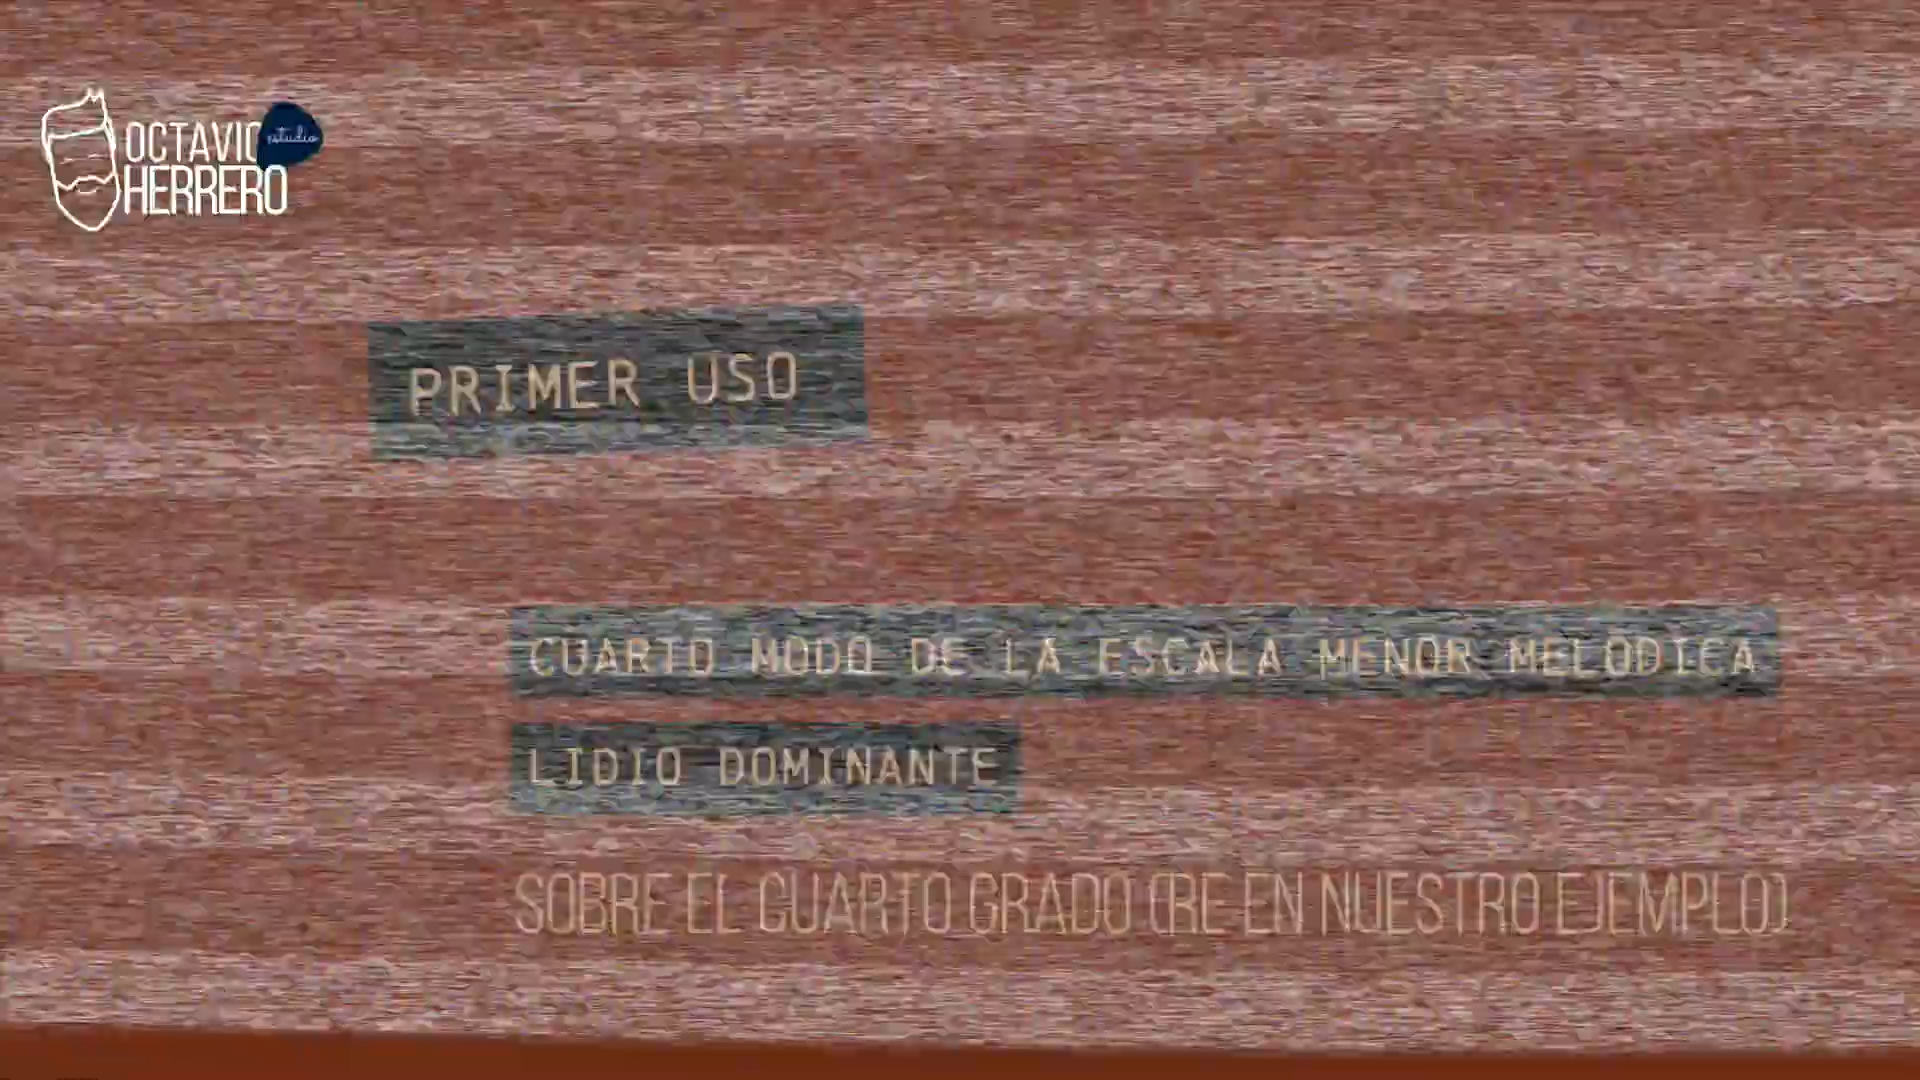 OCTAVIO
estudio
HERRERO
PRIMER USO
CUARTO MODO DE LA ESCALA MENOR MELÓDICA
LIDIO DOMINANTE
SOBRE EL CUARTO GRADO (RE EN NUESTRO EJEMPLO)